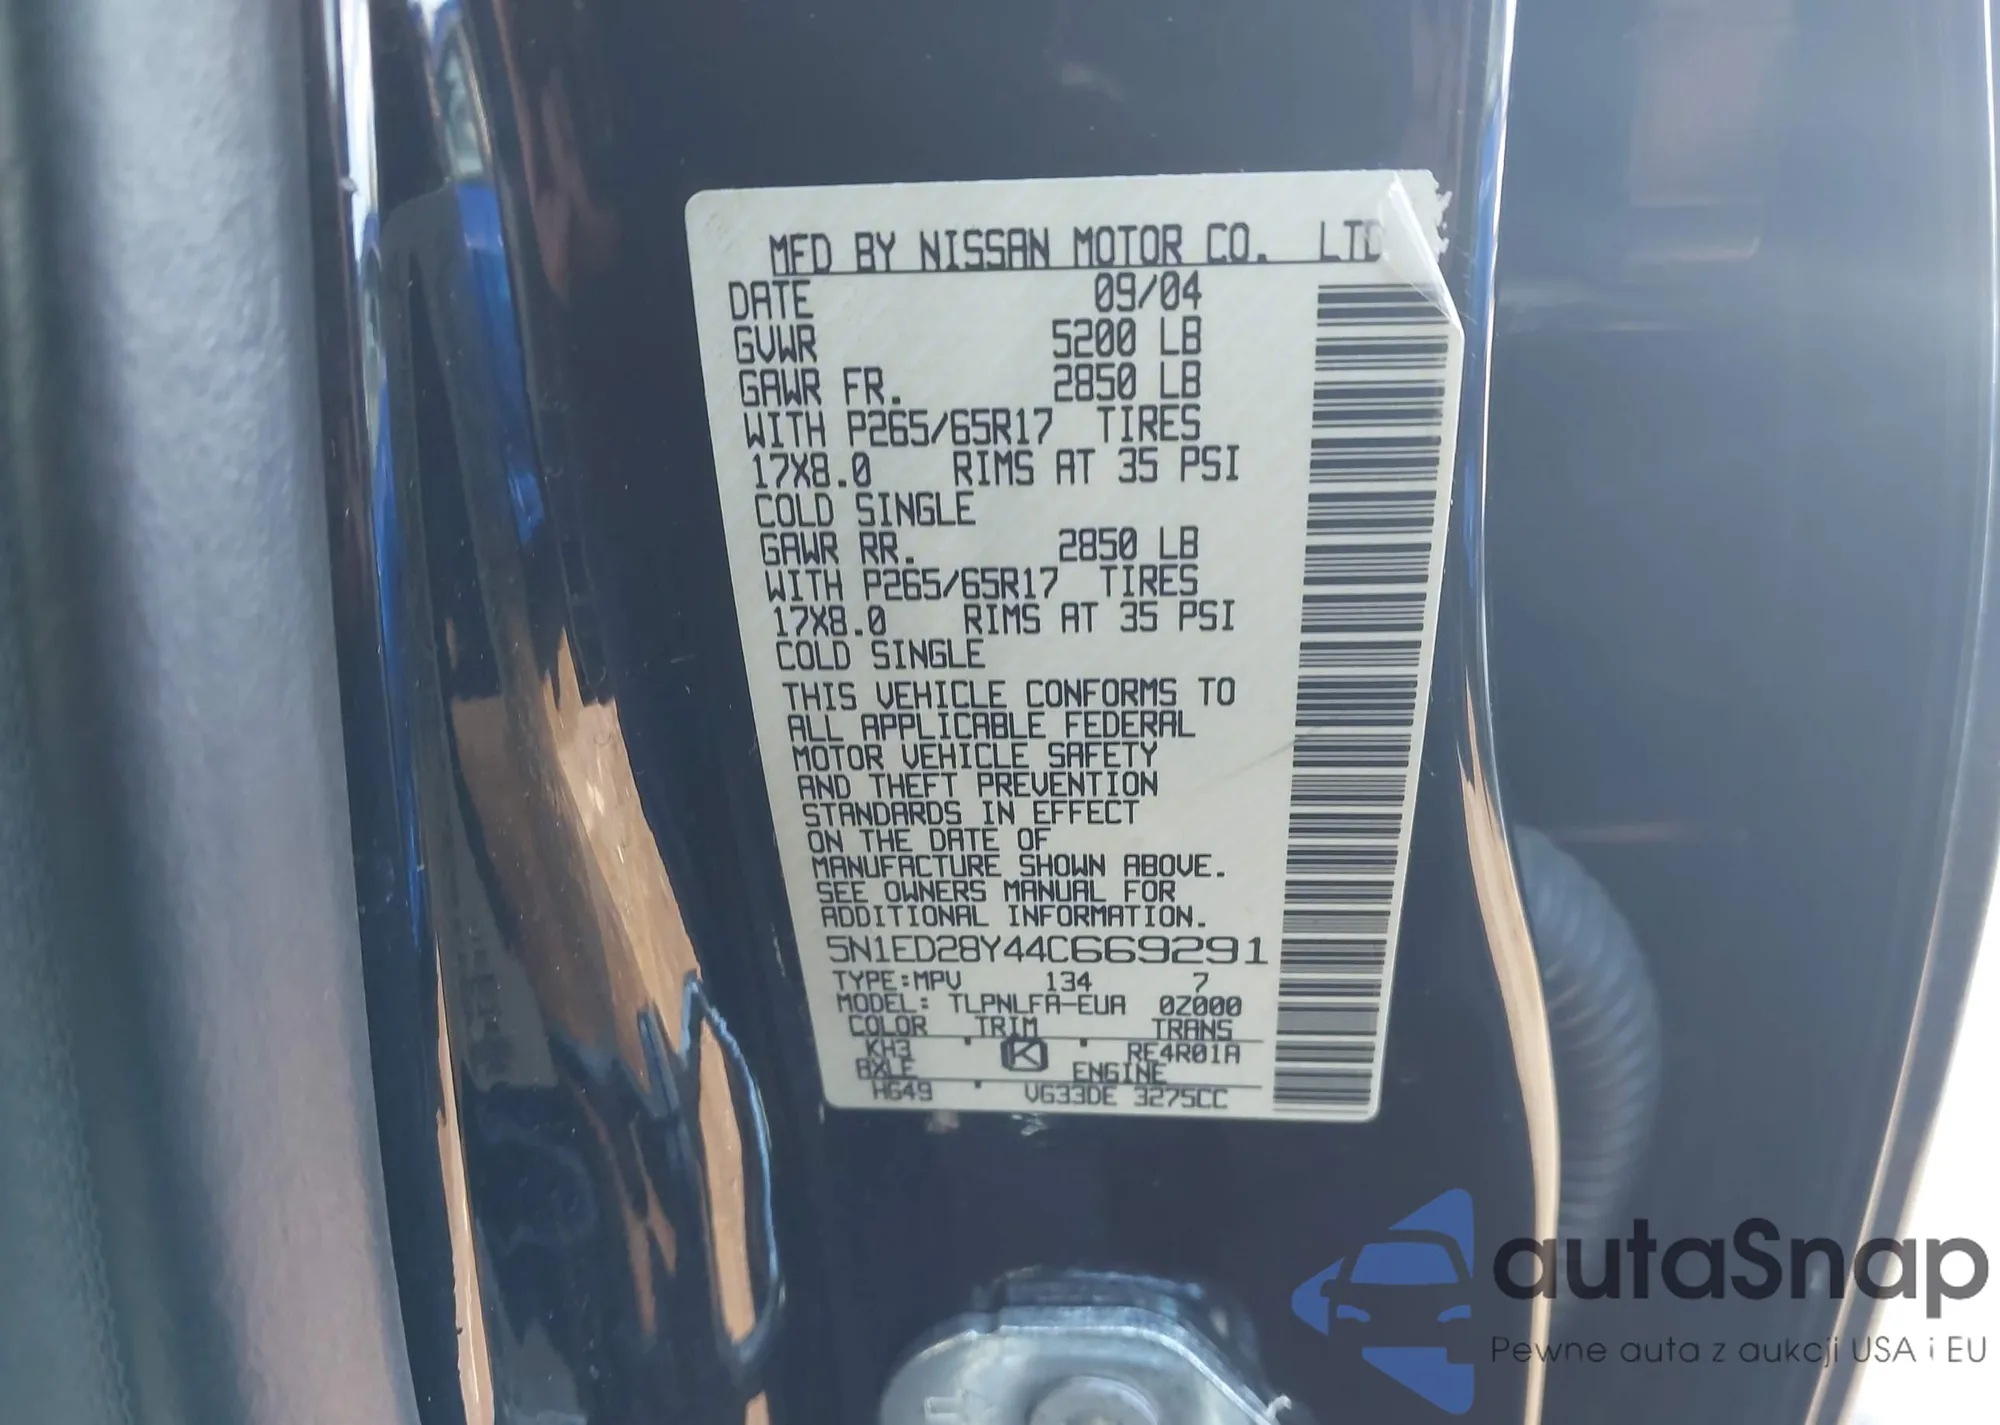 MFD BY NISSAN MOTOR CO. LTD
DATE 09/04
GVWR 5200 LB
GAWR FR. 2850 LB
WITH P265/65R17 TIRES
17X8.0 RIMS AT 35 PSI
COLD SINGLE
GAWR RR. 2850 LB
WITH P265/65R17 TIRES
17X8.0 RIMS AT 35 PSI
COLD SINGLE
THIS VEHICLE CONFORMS TO
ALL APPLICABLE FEDERAL
MOTOR VEHICLE SAFETY
AND THEFT PREVENTION
STANDARDS IN EFFECT
ON THE DATE OF
MANUFACTURE SHOWN ABOVE.
SEE OWNERS MANUAL FOR
ADDITIONAL INFORMATION.
5N1ED28Y44C669291
TYPE:MPV 134 7
MODEL: TLPNLFA-EUA 0Z000
COLOR TRIM TRANS
KH3 K RE4R01A
AXLE ENGINE
HG49 VG33DE 3275CC
autaSnap
Pewne auta z aukcji USA i EU